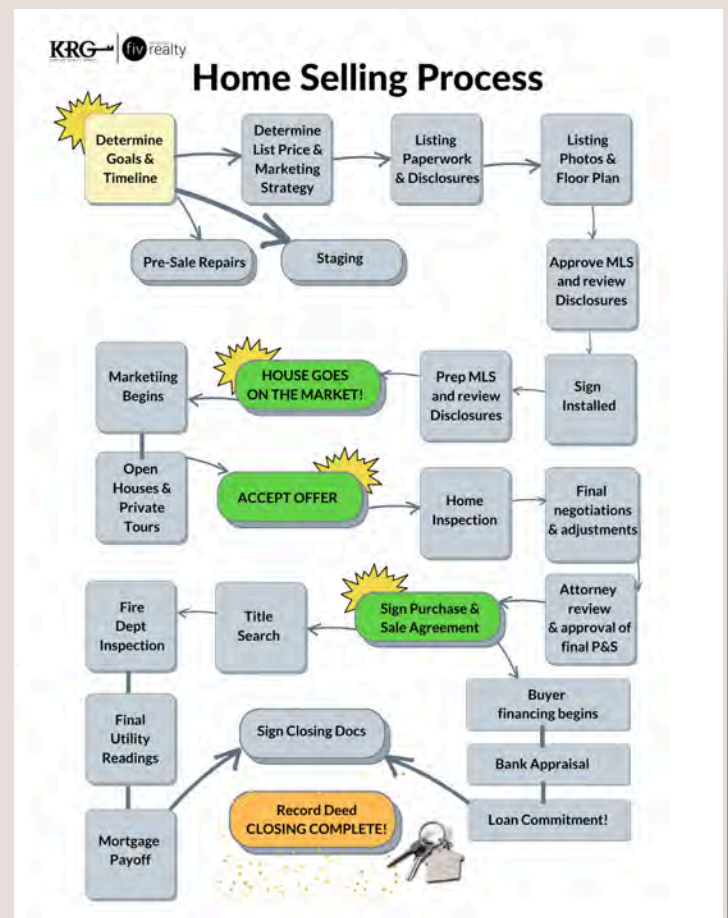 KRG
fiv realty
Home Selling Process
Determine
Goals &
Timeline
Determine
List Price &
Marketing
Strategy
Listing
Paperwork
& Disclosures
Listing
Photos &
Floor Plan
Pre-Sale Repairs
Staging
Approve MLS
and review
Disclosures
Marketiing
Begins
HOUSE GOES
ON THE MARKET!
Prep MLS
and review
Disclosures
Sign
Installed
Open
Houses &
Private
Tours
ACCEPT OFFER
Home
Inspection
Final
negotiations
& adjustments
Fire
Dept
Inspection
Title
Search
Sign Purchase &
Sale Agreement
Attorney
review
& approval of
final P&S
Buyer
financing begins
Final
Utility
Readings
Sign Closing Docs
Bank Appraisal
Record Deed
CLOSING COMPLETE!
Loan Commitment!
Mortgage
Payoff